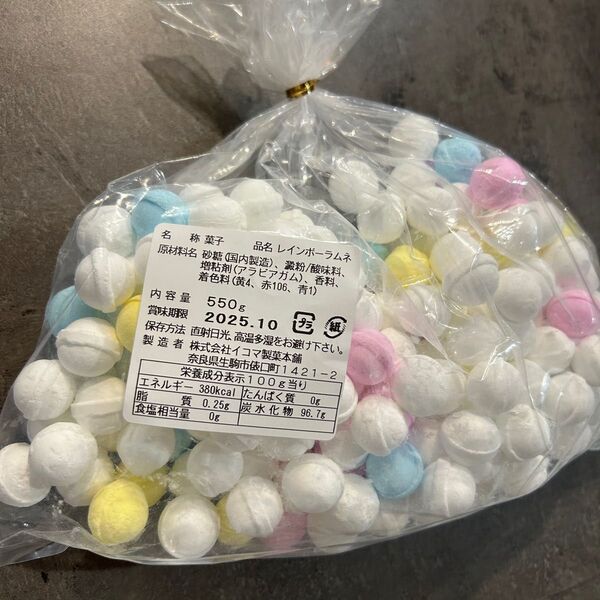 名　称 菓子　品名 レインボーラムネ
原材料名 砂糖(国内製造)、澱粉/酸味料、
増粘剤(アラビアガム)、香料、
着色料(黄4、赤106、青1)
内容量 550g
賞味期限 2025.10 プラ 紙
保存方法 直射日光､高温多湿をお避け下さい。
製造者 株式会社イコマ製菓本舗
奈良県生駒市俵口町1421-2
栄養成分表示100g当り
エネルギー 380kcal たんぱく質 0g
脂質 0.25g 炭水化物 96.7g
食塩相当量 0g